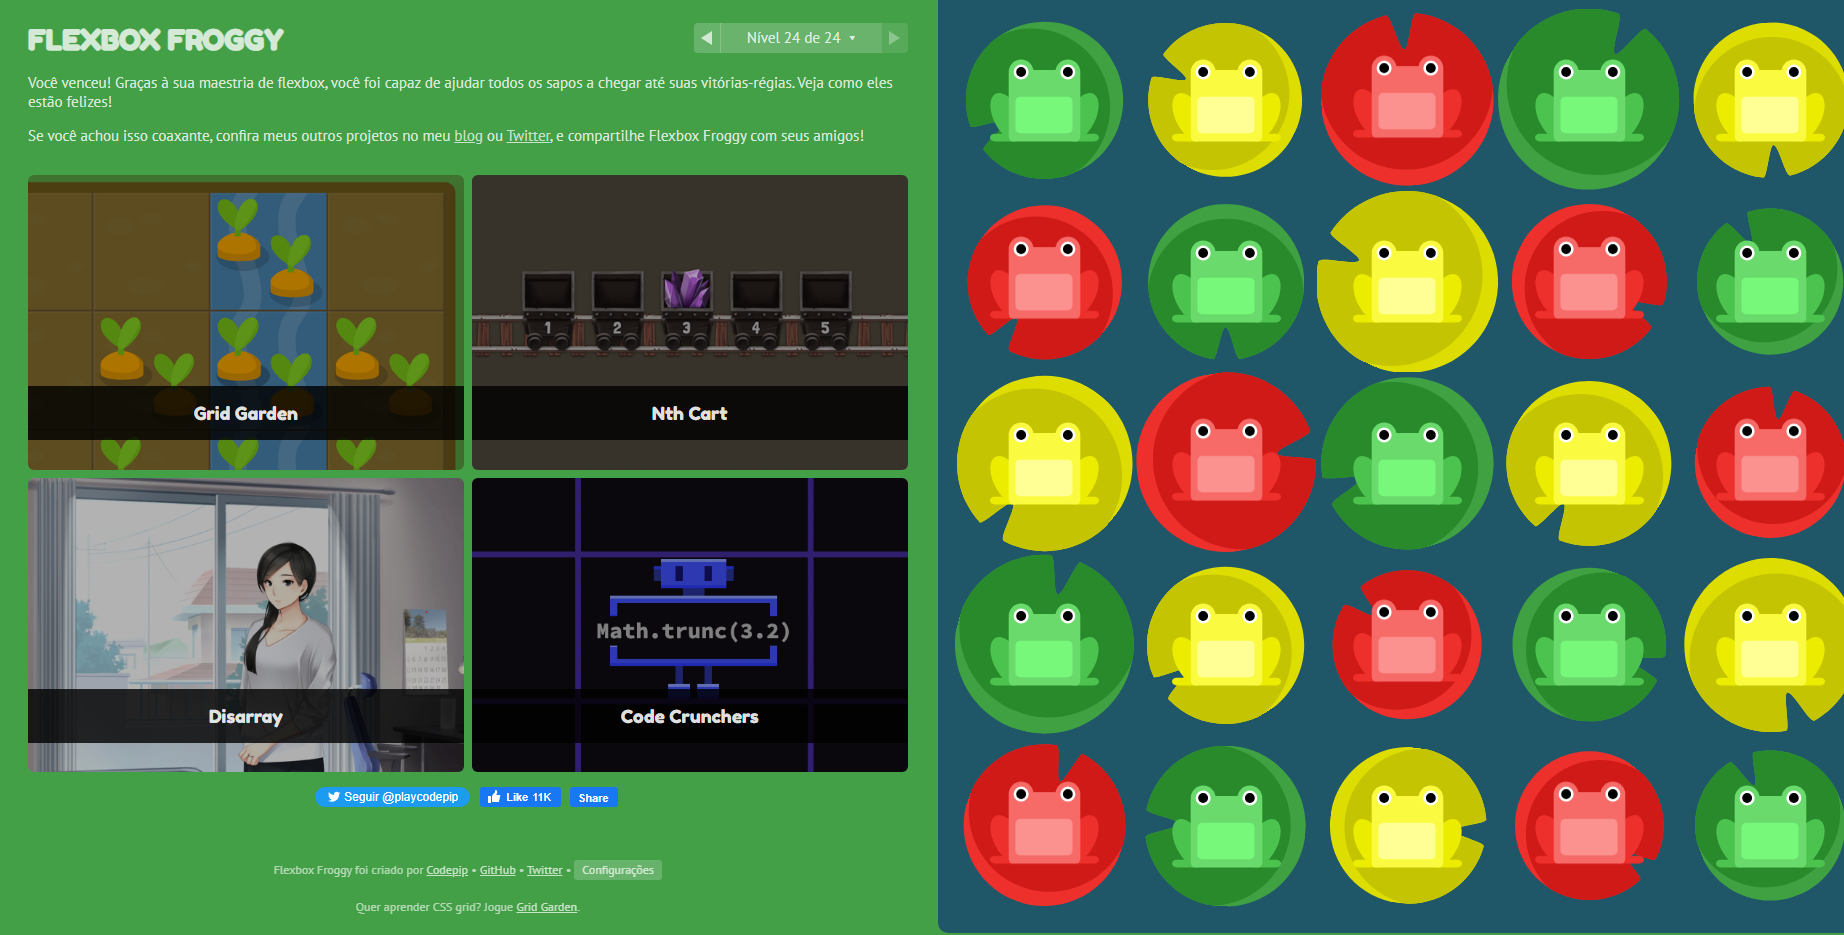 FLEXBOX FROGGY
Nível 24 de 24
Você venceu! Graças à sua maestria de flexbox, você foi capaz de ajudar todos os sapos a chegar até suas vitórias-régias. Veja como eles
estão felizes!
Se você achou isso coaxante, confira meus outros projetos no meu blog ou Twitter, e compartilhe Flexbox Froggy com seus amigos!
1 2 3 4 5
Grid Garden
Nth Cart
Math.trunc(3.2)
Disarray
Code Crunchers
Seguir @playcodepip
Like 11K
Share
Flexbox Froggy foi criado por Codepip • GitHub • Twitter • Configurações
Quer aprender CSS grid? Jogue Grid Garden.